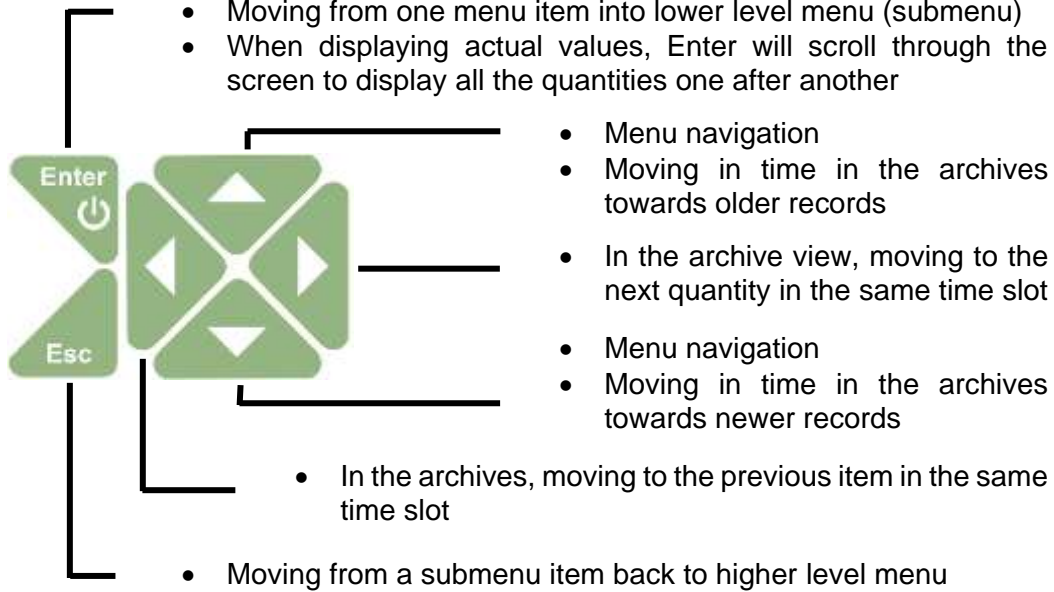 • Moving from one menu item into lower level menu (submenu)
• When displaying actual values, Enter will scroll through the
screen to display all the quantities one after another
• Menu navigation
• Moving in time in the archives
towards older records
Enter
• In the archive view, moving to the
next quantity in the same time slot
Esc
• Menu navigation
• Moving in time in the archives
towards newer records
• In the archives, moving to the previous item in the same
time slot
• Moving from a submenu item back to higher level menu